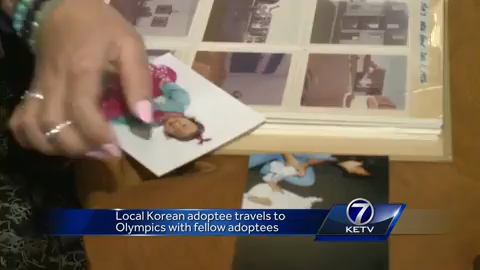 Local Korean adoptee travels to
Olympics with fellow adoptees
7
KETV